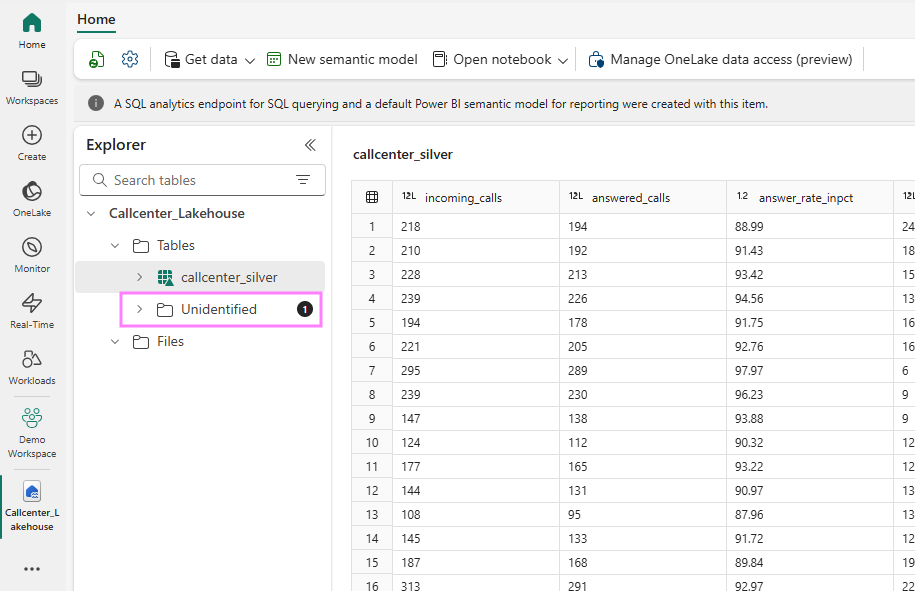 Home
Home
Get data
New semantic model
Open notebook
Manage OneLake data access (preview)
A SQL analytics endpoint for SQL querying and a default Power BI semantic model for reporting were created with this item.
Workspaces
Create
OneLake
Monitor
Real-Time
Workloads
Demo
Workspace
Callcenter_L
akehouse
Explorer
Search tables
Callcenter_Lakehouse
Tables
callcenter_silver
Unidentified 1
Files
callcenter_silver
12L incoming_calls 12L answered_calls 1.2 answer_rate_inpct 12L
1 218 194 88.99 24
2 210 192 91.43 18
3 228 213 93.42 15
4 239 226 94.56 13
5 194 178 91.75 16
6 221 205 92.76 16
7 295 289 97.97 6
8 239 230 96.23 9
9 147 138 93.88 9
10 124 112 90.32 12
11 177 165 93.22 12
12 144 131 90.97 13
13 108 95 87.96 13
14 145 133 91.72 12
15 187 168 89.84 19
16 313 291 92.97 22